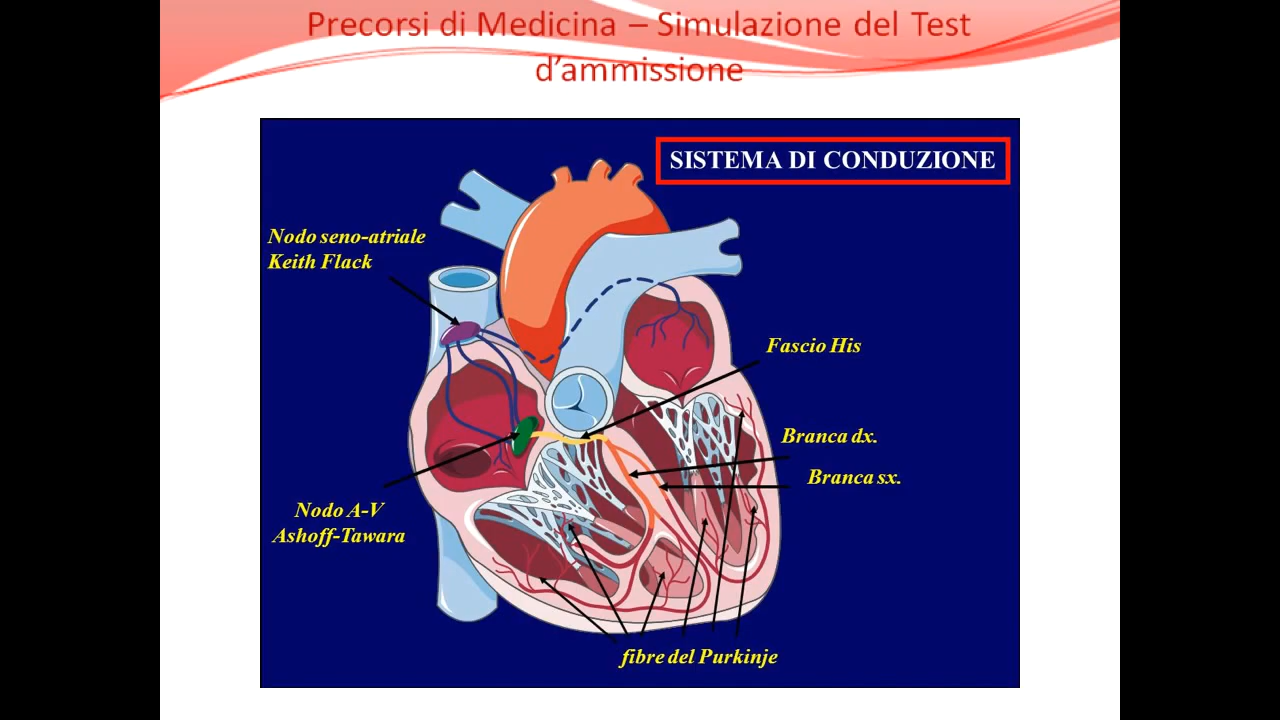 Precorsi di Medicina – Simulazione del Test
d’ammissione
SISTEMA DI CONDUZIONE
Nodo seno-atriale
Keith Flack
Fascio His
Branca dx.
Branca sx.
Nodo A-V
Ashoff-Tawara
fibre del Purkinje